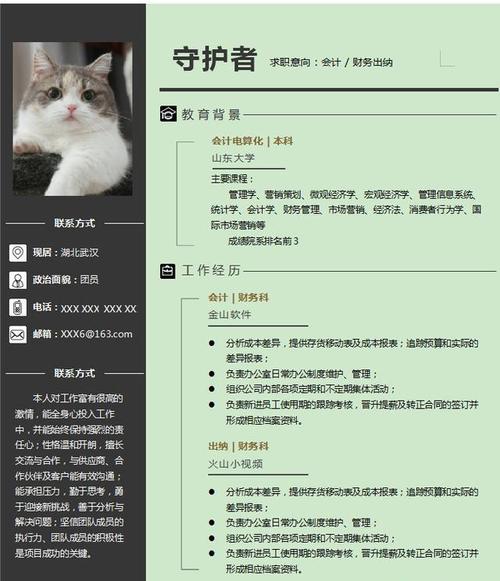 守护者
求职意向：会计 / 财务出纳
联系方式
现居：湖北武汉
政治面貌：团员
电话：XXX XXX XXX XX
邮箱：XXX6@163.com
联系方式
本人对工作富有很高的
激情，能全身心投入工作
中，并能始终保持强烈的责
任心；性格温和开朗，擅长
交流与合作，与供应商、合
作伙伴及客户能有效沟通；
能承担压力，勤于思考，勇
于迎接新挑战，善于分析与
解决问题；坚信团队成员的
执行力、团队成员的积极性
是项目成功的关键。
教育背景
会计电算化 | 本科
山东大学
主要课程：
管理学、营销策划、微观经济学、宏观经济学、管理信息系统、
统计学、会计学、财务管理、市场营销、经济法、消费者行为学、国
际市场营销等
成绩院系排名前 3
工作经历
会计 | 财务科
金山软件
● 分析成本差异，提供存货移动表及成本报表；追踪预算和实际的
差异报表；
● 负责办公室日常办公制度维护、管理；
● 组织公司内部各项定期和不定期集体活动；
● 负责新进员工使用期的跟踪考核，晋升提薪及转正合同的签订并
形成相应档案资料。
出纳 | 财务科
火山小视频
● 分析成本差异，提供存货移动表及成本报表；追踪预算和实际的
差异报表；
● 负责办公室日常办公制度维护、管理；
● 组织公司内部各项定期和不定期集体活动；
● 负责新进员工使用期的跟踪考核，晋升提薪及转正合同的签订并
形成相应档案资料。